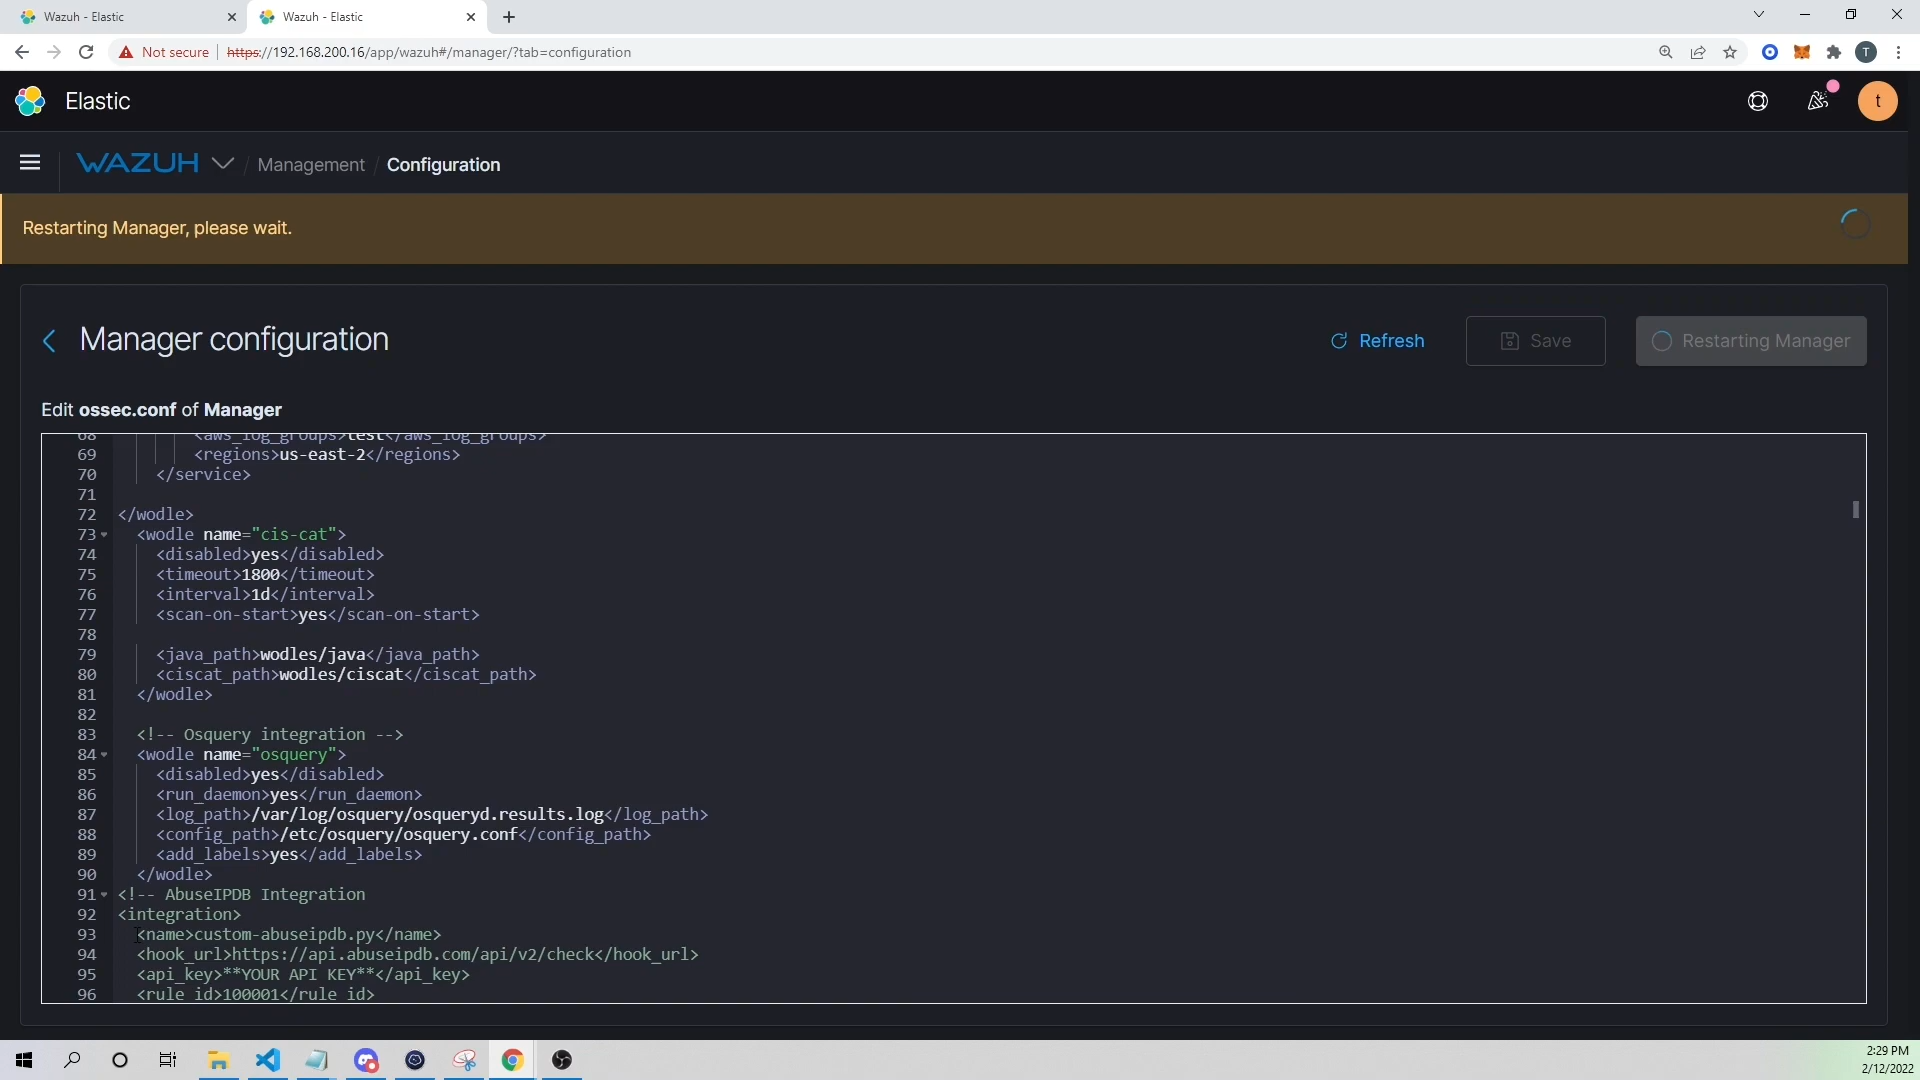 Wazuh - Elastic
Wazuh - Elastic
Not secure
https://192.168.200.16/app/wazuh#/manager/?tab=configuration
T
Elastic
t
WAZUH / Management / Configuration
Restarting Manager, please wait.
Manager configuration
Refresh
Save
Restarting Manager
Edit ossec.conf of Manager
68 <aws_log_groups>test</aws_log_groups>
69 <regions>us-east-2</regions>
70 </service>
71
72 </wodle>
73 <wodle name="cis-cat">
74 <disabled>yes</disabled>
75 <timeout>1800</timeout>
76 <interval>1d</interval>
77 <scan-on-start>yes</scan-on-start>
78
79 <java_path>wodles/java</java_path>
80 <ciscat_path>wodles/ciscat</ciscat_path>
81 </wodle>
82
83 <!-- Osquery integration -->
84 <wodle name="osquery">
85 <disabled>yes</disabled>
86 <run_daemon>yes</run_daemon>
87 <log_path>/var/log/osquery/osqueryd.results.log</log_path>
88 <config_path>/etc/osquery/osquery.conf</config_path>
89 <add_labels>yes</add_labels>
90 </wodle>
91 <!-- AbuseIPDB Integration
92 <integration>
93 <name>custom-abuseipdb.py</name>
94 <hook_url>https://api.abuseipdb.com/api/v2/check</hook_url>
95 <api_key>**YOUR API KEY**</api_key>
96 <rule_id>100001</rule_id>
2:29 PM
2/12/2022